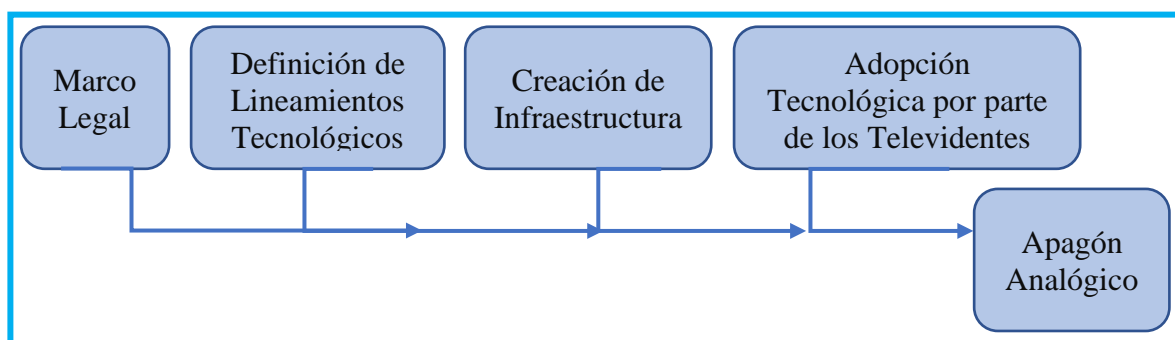 Marco
Legal
Definición de
Lineamientos
Tecnológicos
Creación de
Infraestructura
Adopción
Tecnológica por parte
de los Televidentes
Apagón
Analógico